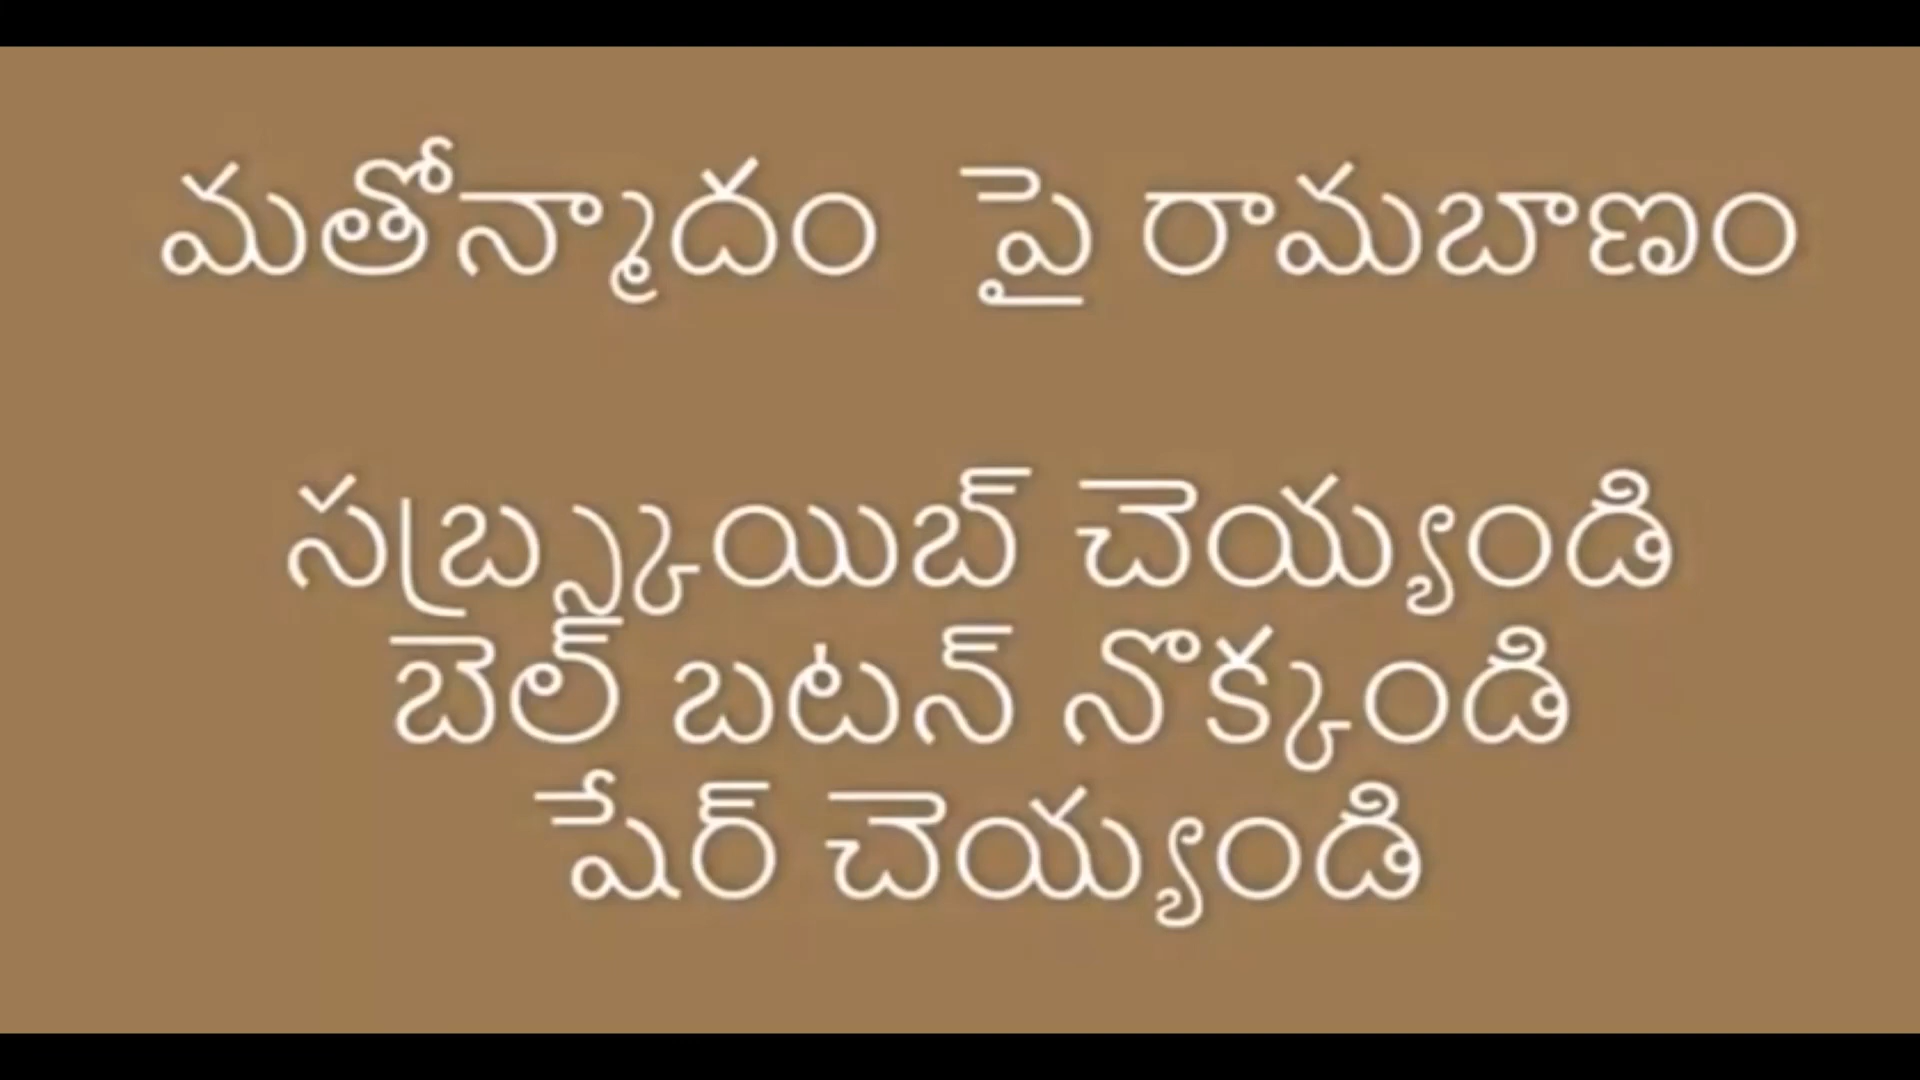 మతోన్మాదం పై రామబాణం
సబ్స్క్రయిబ్ చెయ్యండి
బెల్ బటన్ నొక్కండి
షేర్ చెయ్యండి